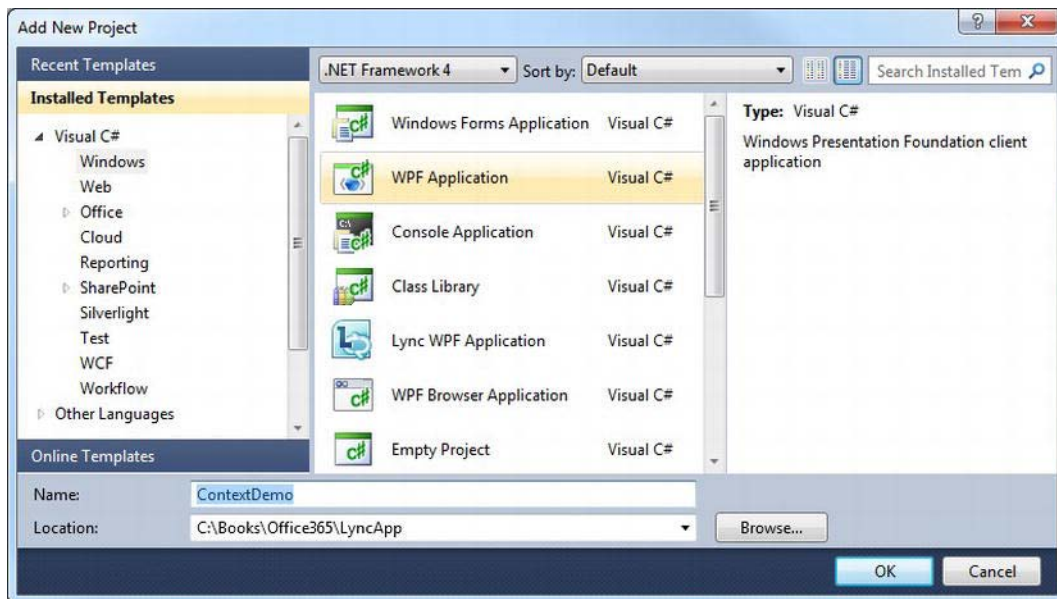 Add New Project
Recent Templates
Installed Templates
Visual C#
Windows
Web
Office
Cloud
Reporting
SharePoint
Silverlight
Test
WCF
Workflow
Other Languages
Online Templates
.NET Framework 4 Sort by: Default
Search Installed Tem
Windows Forms Application Visual C#
WPF Application Visual C#
Console Application Visual C#
Class Library Visual C#
Lync WPF Application Visual C#
WPF Browser Application Visual C#
Empty Project Visual C#
Type: Visual C#
Windows Presentation Foundation client
application
Name: ContextDemo
Location: C:\Books\Office365\LyncApp Browse...
OK Cancel